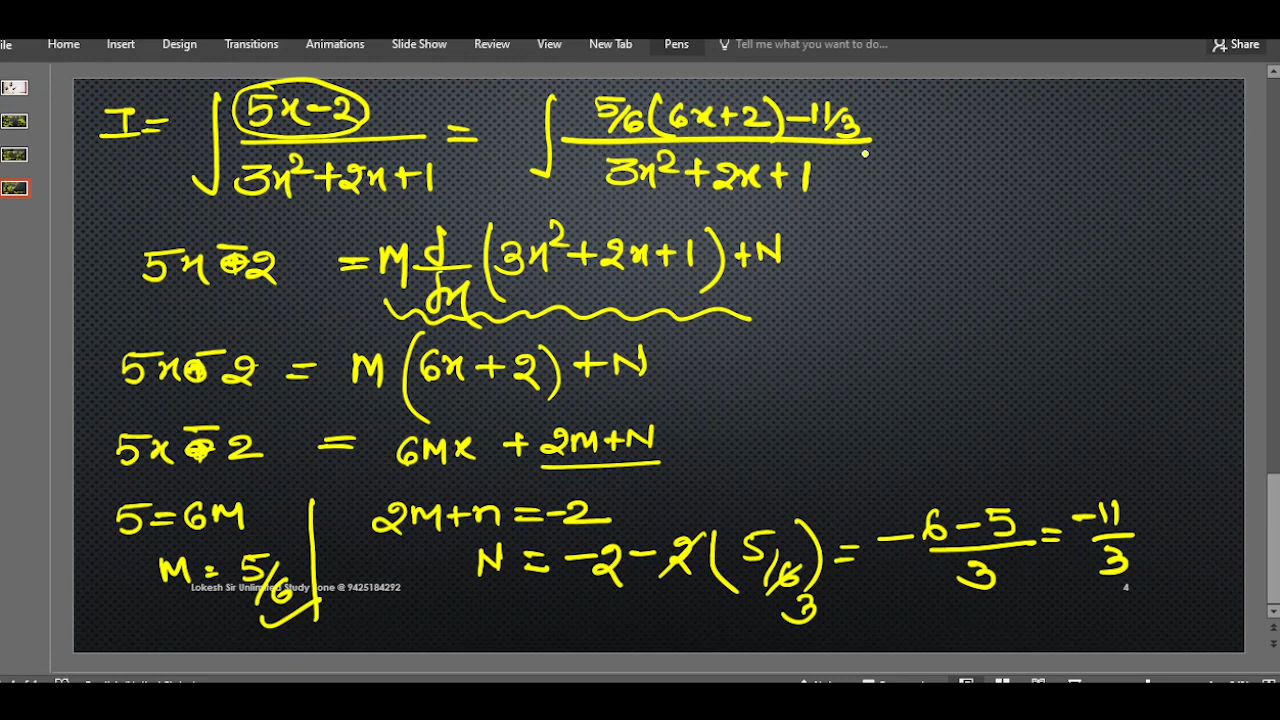 File Home Insert Design Transitions Animations Slide Show Review View New Tab Pens Tell me what you want to do... Share
I = ∫ (5x-2)/(3x²+2x+1) = ∫ (5/6(6x+2)-11/3)/(3x²+2x+1)
5x-2 = M d/dx (3x²+2x+1) + N
5x-2 = M(6x+2)+N
5x-2 = 6Mx + 2M+N
5=6M 2M+n=-2
M = 5/6 N = -2-2(5/6) 3 = (-6-5)/3 = -11/3
Lokesh Sir Unlimited Study Zone @ 9425184292 4